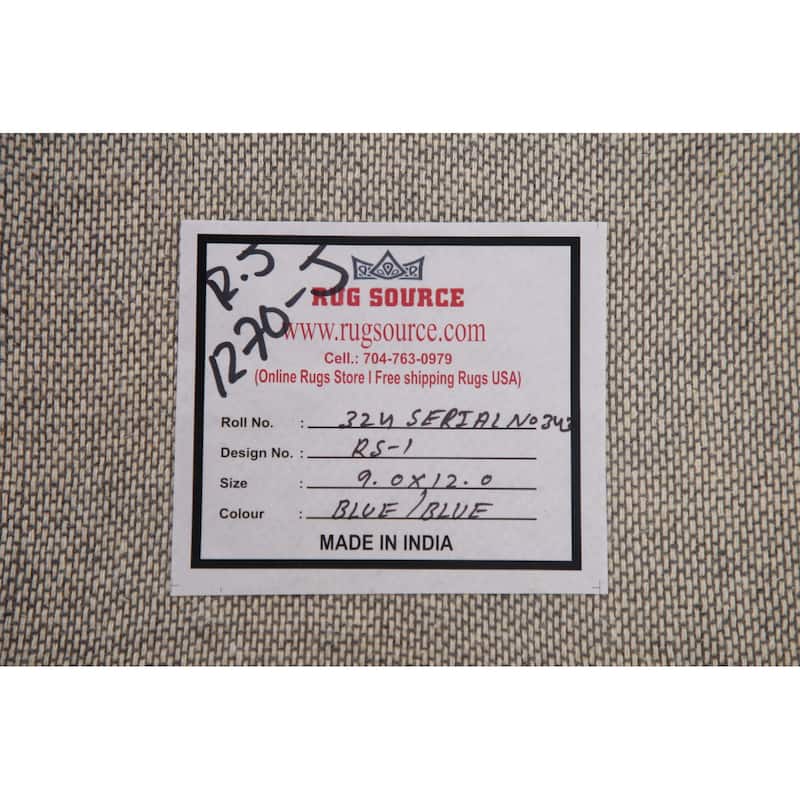 R.S
1270-J
RUG SOURCE
www.rugsource.com
Cell.: 704-763-0979
(Online Rugs Store I Free shipping Rugs USA)
Roll No. : 324 SERIAL No 343
Design No. : RS-1
Size : 9.0X12.0
Colour : BLUE/BLUE
MADE IN INDIA